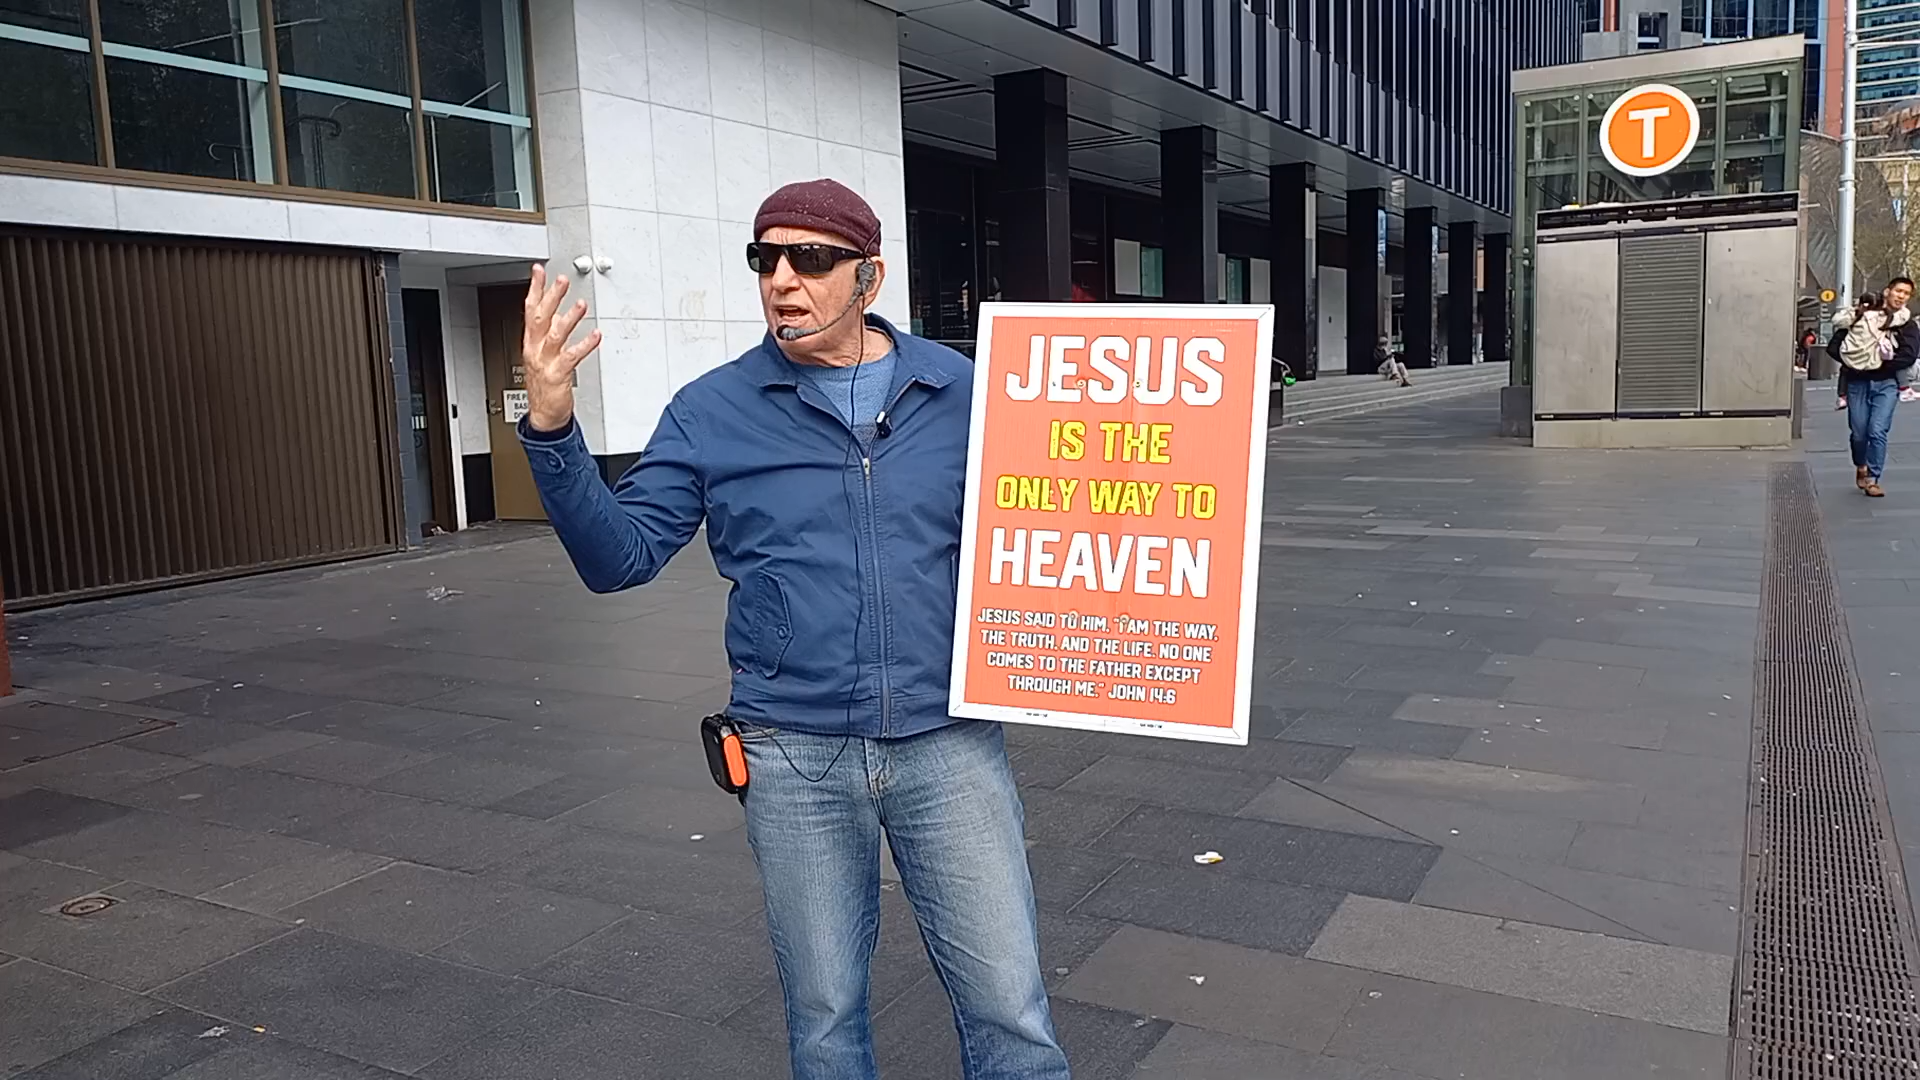 T
JESUS
IS THE
ONLY WAY TO
HEAVEN
JESUS SAID TO HIM, "I AM THE WAY,
THE TRUTH, AND THE LIFE. NO ONE
COMES TO THE FATHER EXCEPT
THROUGH ME." JOHN 14:6